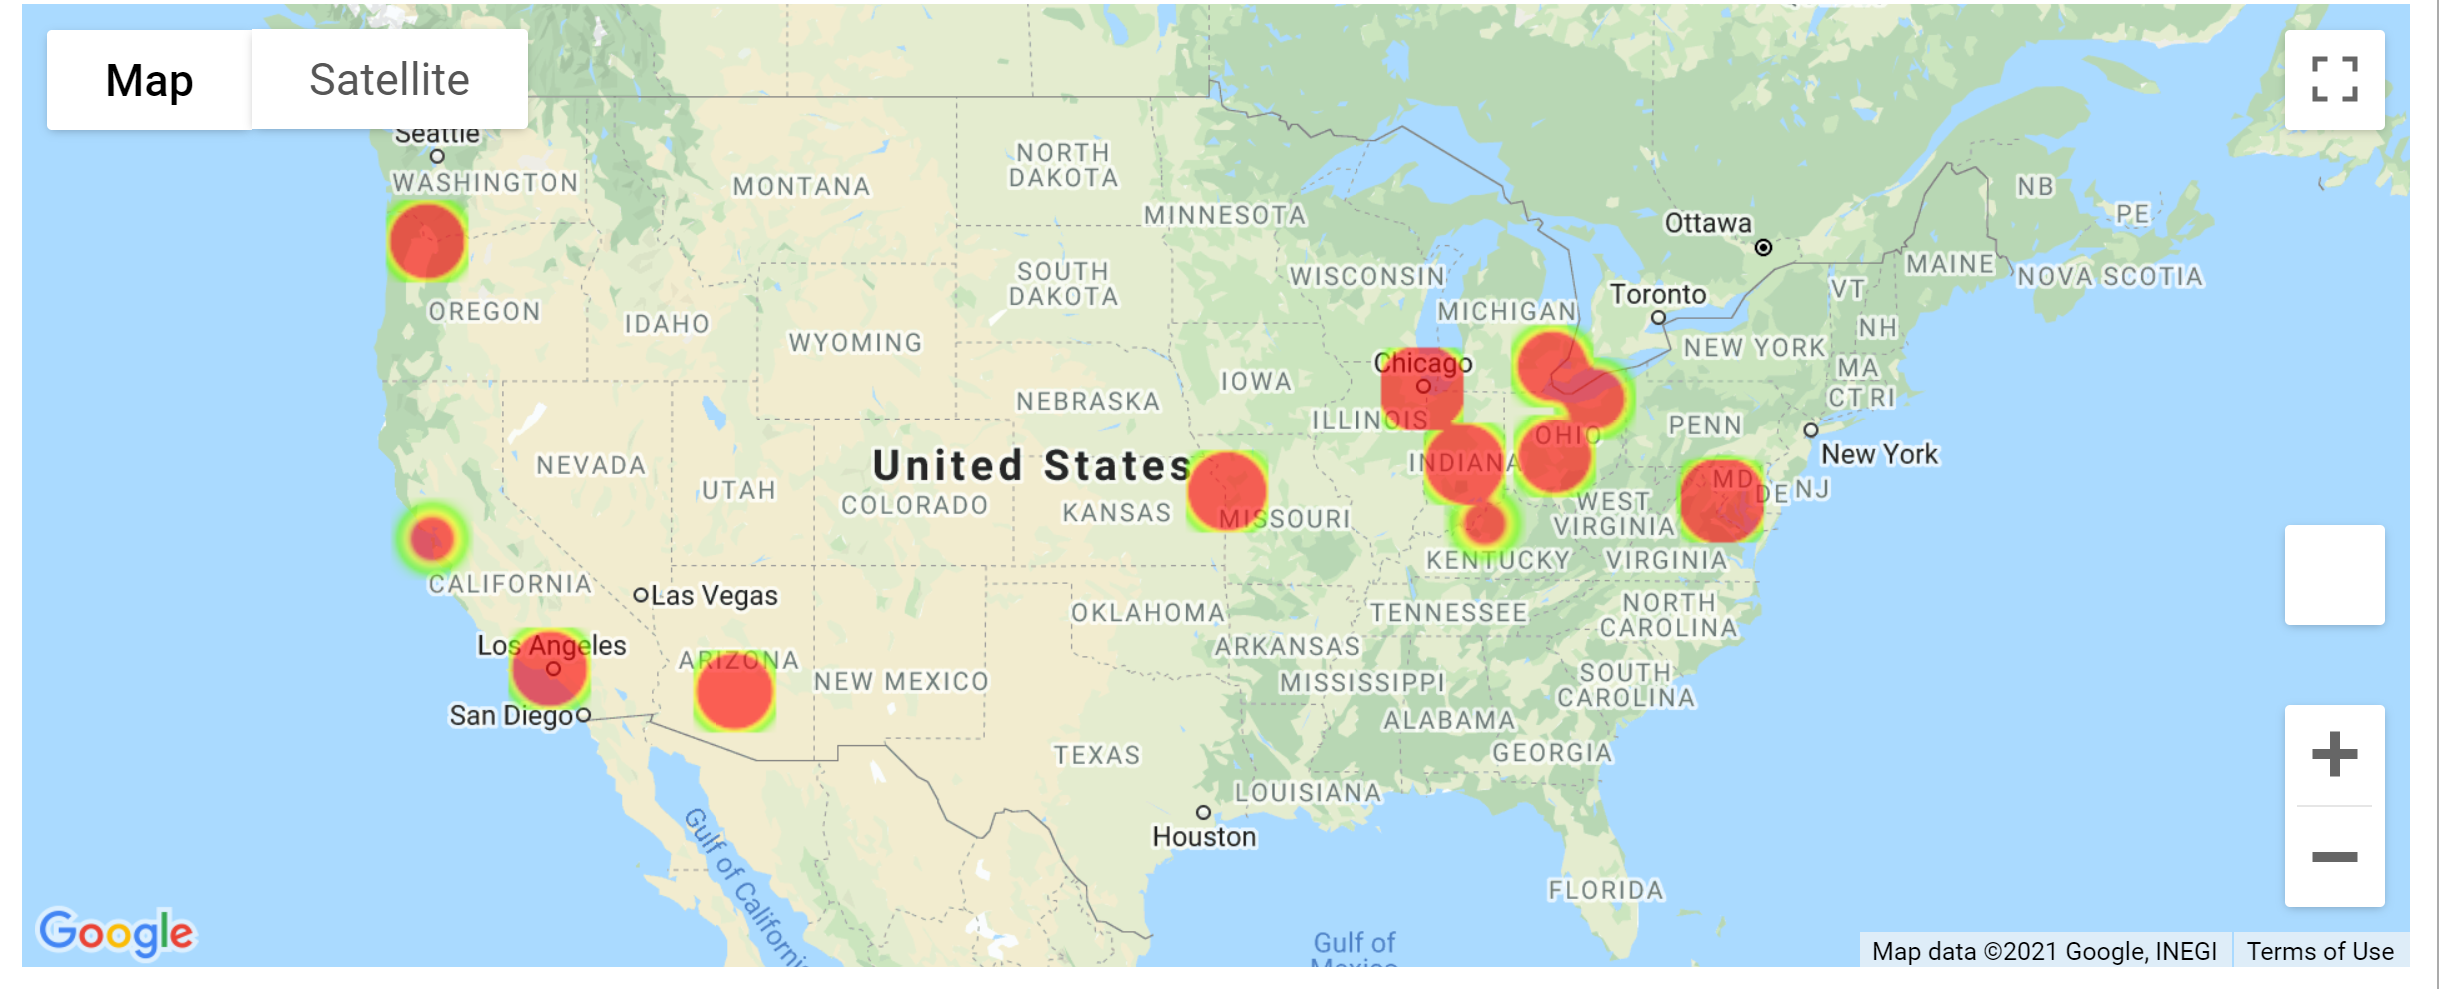 Map
Satellite
Seattle
WASHINGTON
MONTANA
NORTH
DAKOTA
MINNESOTA
NB
PE
Ottawa
MAINE
NOVA SCOTIA
OREGON
IDAHO
SOUTH
DAKOTA
WISCONSIN
MICHIGAN
Toronto
VT
NH
WYOMING
NEW YORK
Chicago
MA
CT RI
IOWA
NEBRASKA
ILLINOIS
OHIO
PENN
New York
NEVADA
UTAH
United States
COLORADO
KANSAS
MISSOURI
INDIANA
WEST
VIRGINIA
MD
DE
NJ
KENTUCKY
VIRGINIA
CALIFORNIA
Las Vegas
OKLAHOMA
TENNESSEE
NORTH
CAROLINA
Los Angeles
ARIZONA
NEW MEXICO
ARKANSAS
MISSISSIPPI
SOUTH
CAROLINA
San Diego
ALABAMA
GEORGIA
TEXAS
LOUISIANA
Houston
Gulf of California
FLORIDA
Gulf of
Mexico
Google
Map data ©2021 Google, INEGI
Terms of Use